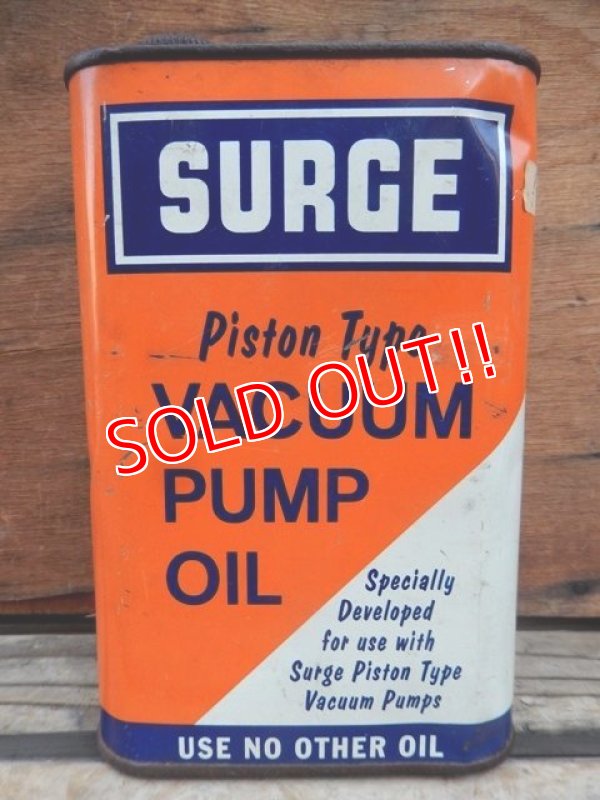 SURGE
Piston Type
VACUUM
SOLD OUT!!
PUMP
OIL
Specially
Developed
for use with
Surge Piston Type
Vacuum Pumps
USE NO OTHER OIL